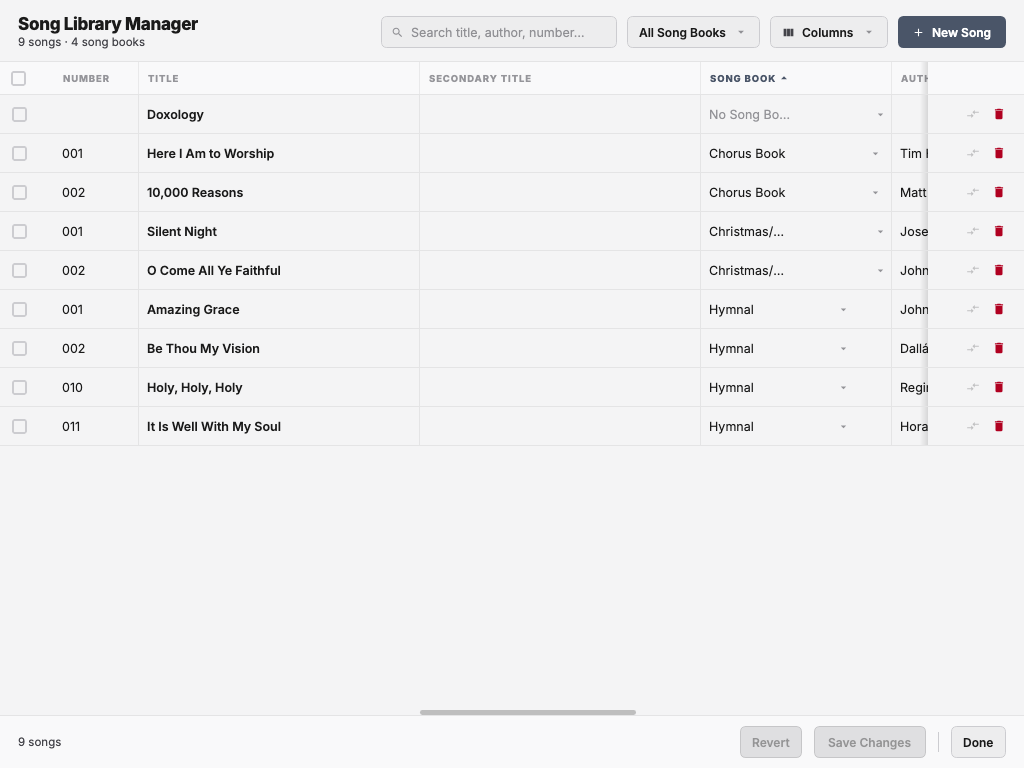 Song Library Manager
9 songs · 4 song books
Search title, author, number...
All Song Books
Columns
New Song
NUMBER TITLE SECONDARY TITLE SONG BOOK
Doxology No Song Bo...
001 Here I Am to Worship Chorus Book Tim
002 10,000 Reasons Chorus Book Matt
001 Silent Night Christmas/...
002 O Come All Ye Faithful Christmas/... John
001 Amazing Grace Hymnal John
002 Be Thou My Vision Hymnal
010 Holy, Holy, Holy Hymnal
011 It Is Well With My Soul Hymnal
9 songs
Revert
Save Changes
Done